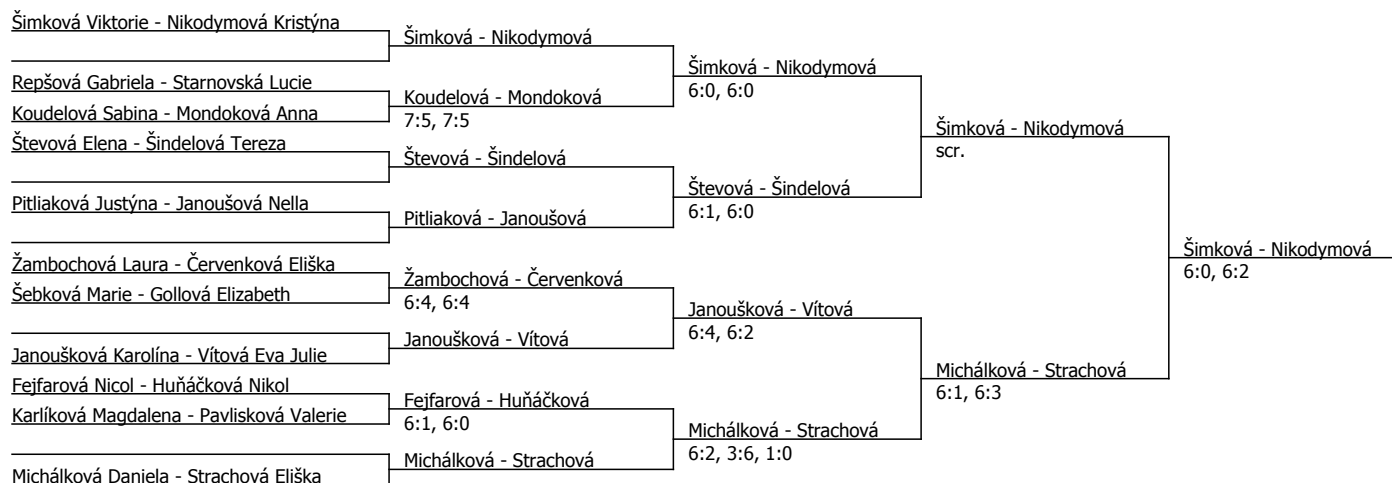 Šimková Viktorie - Nikodymová Kristýna
Repšová Gabriela - Starnovská Lucie
Koudelová Sabina - Mondoková Anna
Števová Elena - Šindelová Tereza
Pitliaková Justýna - Janoušová Nella
Žambochová Laura - Červenková Eliška
Šebková Marie - Gollová Elizabeth
Janoušková Karolína - Vítová Eva Julie
Fejfarová Nicol - Huňáčková Nikol
Karlíková Magdalena - Pavlisková Valerie
Michálková Daniela - Strachová Eliška
Šimková - Nikodymová
Koudelová - Mondoková
7:5, 7:5
Števová - Šindelová
Pitliaková - Janoušová
Žambochová - Červenková
6:4, 6:4
Janoušková - Vítová
Fejfarová - Huňáčková
6:1, 6:0
Michálková - Strachová
Šimková - Nikodymová
6:0, 6:0
Števová - Šindelová
6:1, 6:0
Janoušková - Vítová
6:4, 6:2
Michálková - Strachová
6:2, 3:6, 1:0
Šimková - Nikodymová
scr.
Michálková - Strachová
6:1, 6:3
Šimková - Nikodymová
6:0, 6:2